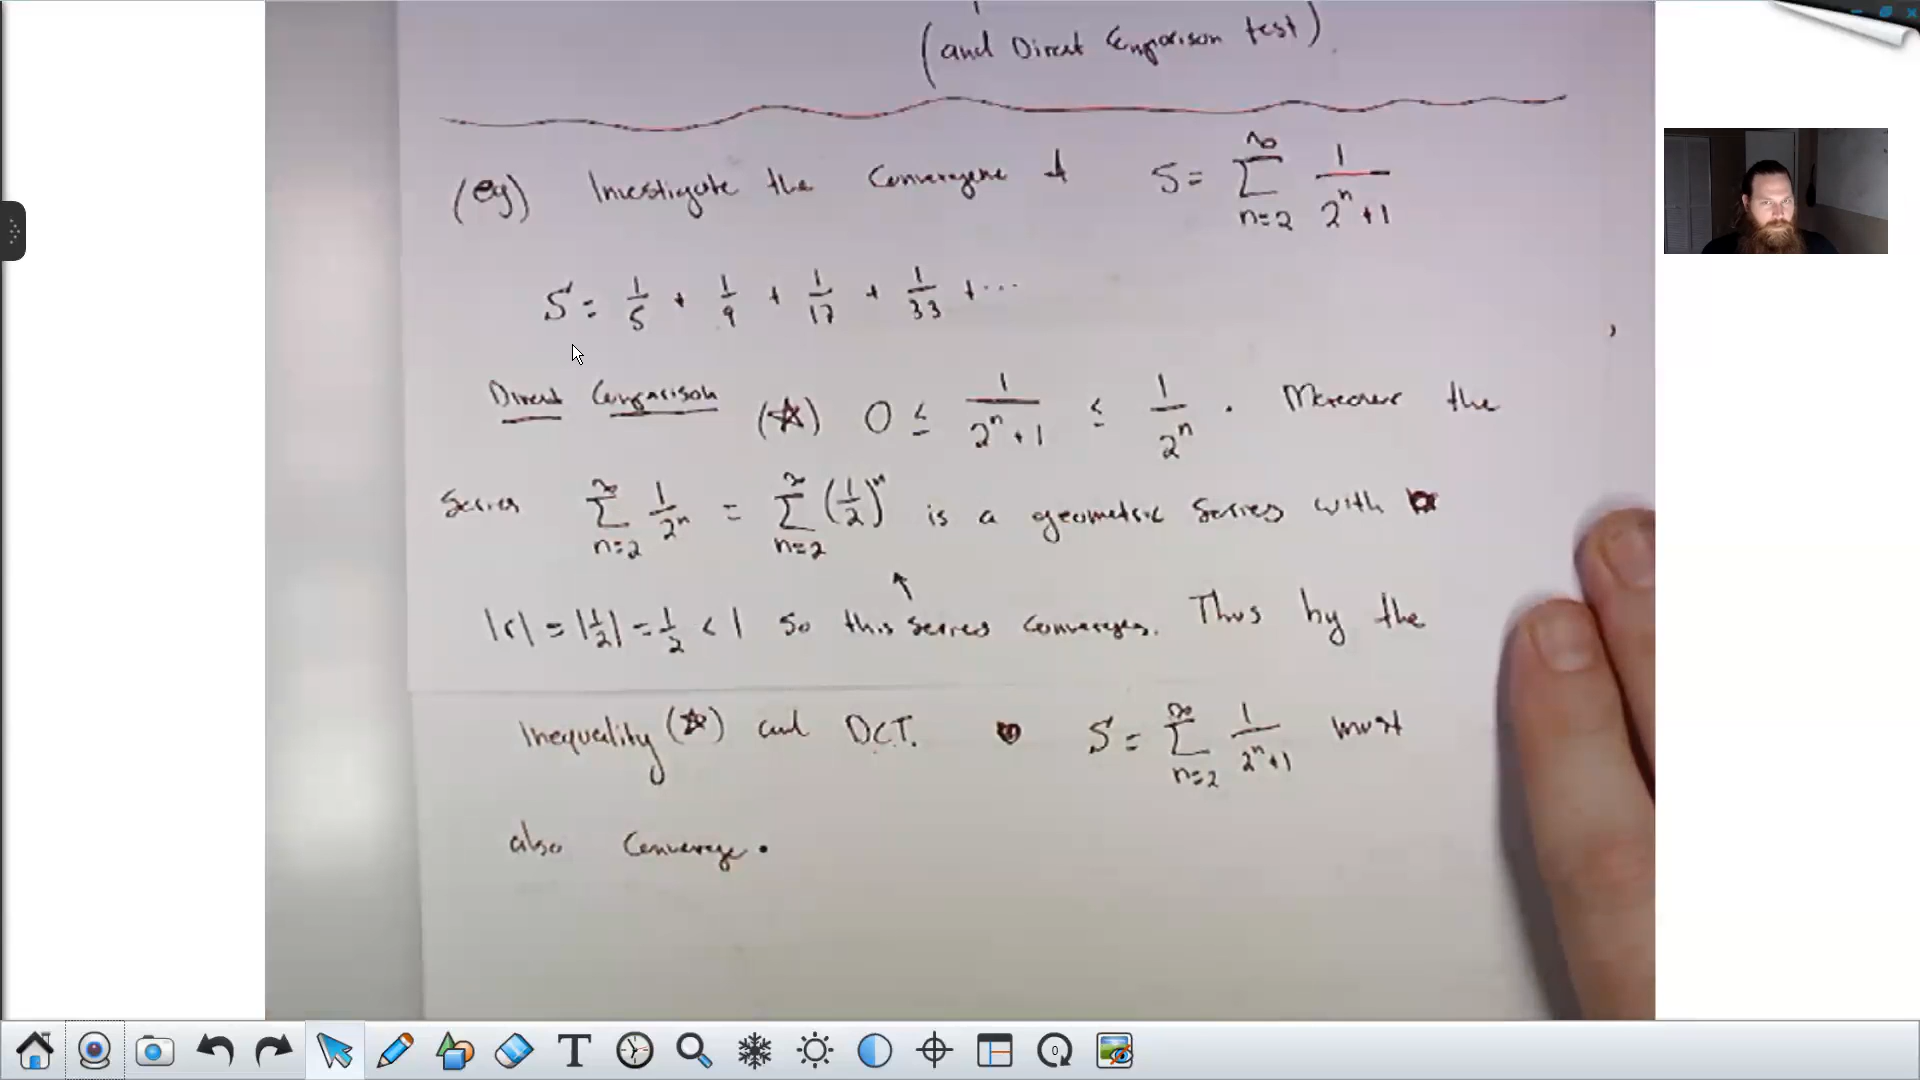 (and Direct Comparison test)
(eg) Investigate the Convergence of S = ∑_{n=2}^{∞} 1/(2^n + 1)
S = 1/5 + 1/9 + 1/17 + 1/33 + ...
Direct Comparison (☆) 0 ≤ 1/(2^n + 1) ≤ 1/2^n . Moreover the
Series ∑_{n=2}^{∞} 1/2^n = ∑_{n=2}^{∞} (1/2)^n is a geometric series with
|r| = |1/2| = 1/2 < 1 so this series converges. Thus by the
Inequality (☆) and D.C.T. S = ∑_{n=2}^{∞} 1/(2^n + 1) must
also Converge.
T
0